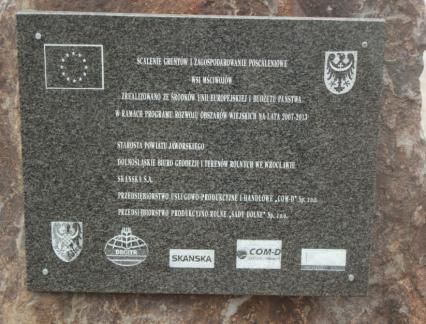 SCALENIE GRUNTÓW I ZAGOSPODAROWANIE POSCALENIOWE
WSI MŚCIWOJÓW
ZREALIZOWANO ZE ŚRODKÓW UNII EUROPEJSKIEJ I BUDŻETU PAŃSTWA
W RAMACH PROGRAMU ROZWOJU OBSZARÓW WIEJSKICH NA LATA 2007-2013
STAROSTA POWIATU JAWORSKIEGO
DOLNOŚLĄSKIE BIURO GEODEZJI I TERENÓW ROLNYCH WE WROCŁAWIU
SKANSKA S.A.
PRZEDSIĘBIORSTWO USŁUGOWO-PRODUKCYJNE I HANDLOWE „COM-D" Sp. z o.o.
PRZEDSIĘBIORSTWO PRODUKCYJNO-ROLNE „SADY DOLNE" Sp. z o.o.
DBGiTR
SKANSKA
COM-D